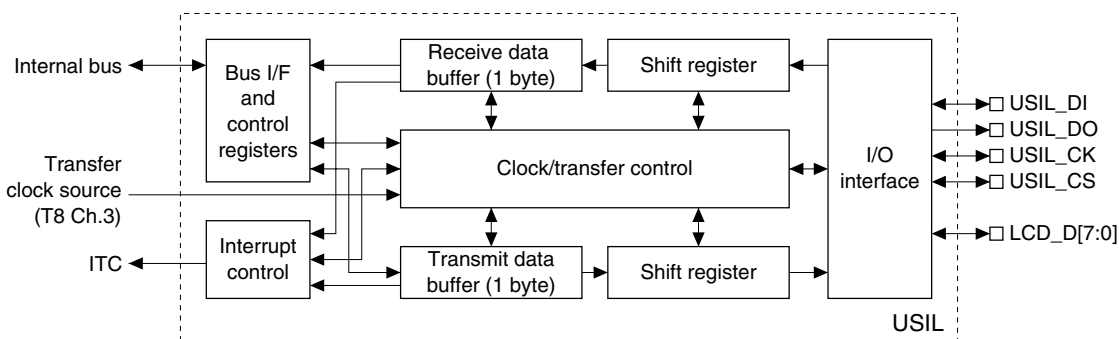 Internal bus
Transfer
clock source
(T8 Ch.3)
ITC
Bus I/F
and
control
registers
Interrupt
control
Receive data
buffer (1 byte)
Shift register
Clock/transfer control
Transmit data
buffer (1 byte)
Shift register
I/O
interface
USIL_DI
USIL_DO
USIL_CK
USIL_CS
LCD_D[7:0]
USIL